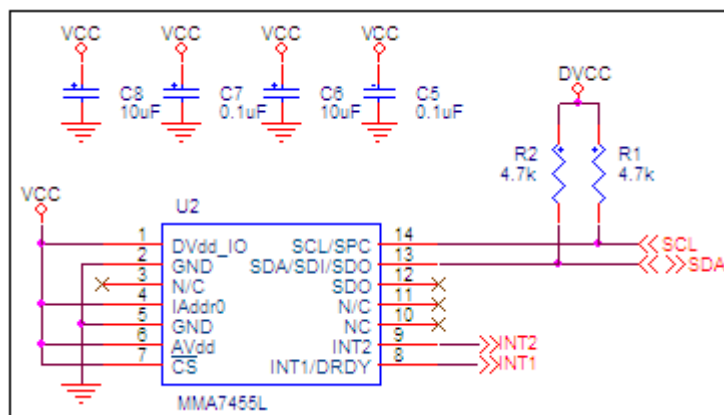 VCC VCC VCC VCC
C8 C7 C6 C5
10uF 0.1uF 10uF 0.1uF
DVCC
R2 R1
4.7k 4.7k
VCC
U2
1 DVdd_IO SCL/SPC 14 SCL
2 GND SDA/SDI/SDO 13 SDA
3 N/C SDO 12
4 IAddr0 N/C 11
5 GND NC 10
6 AVdd INT2 9 INT2
7 CS INT1/DRDY 8 INT1
MMA7455L